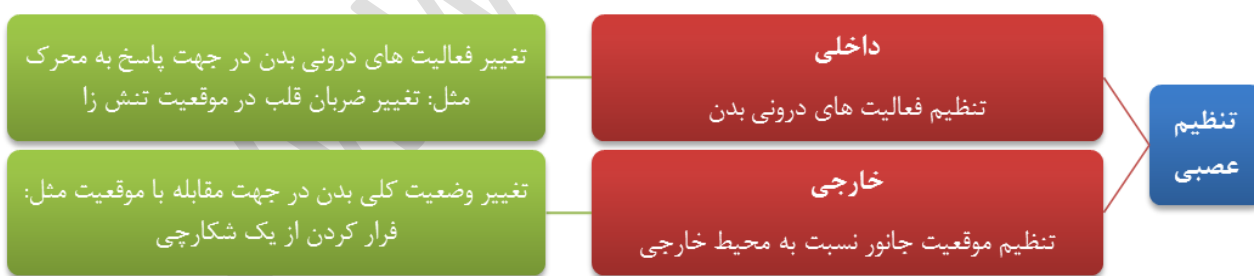 تنظیم
عصبی
داخلی
تنظیم فعالیت های درونی بدن
تغییر فعالیت های درونی بدن در جهت پاسخ به محرک
مثل: تغییر ضربان قلب در موقعیت تنش زا
خارجی
تنظیم موقعیت جانور نسبت به محیط خارجی
تغییر وضعیت کلی بدن در جهت مقابله با موقعیت مثل:
فرار کردن از یک شکارچی